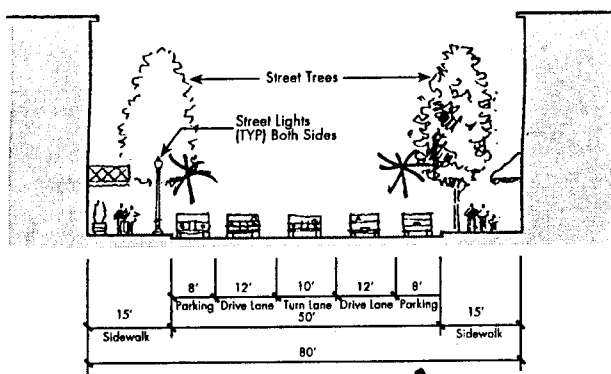 Street Trees
Street Lights
(TYP) Both Sides
8' 12' 10' 12' 8'
Parking Drive Lane Turn Lane Drive Lane Parking
15' 50' 15'
Sidewalk Sidewalk
80'